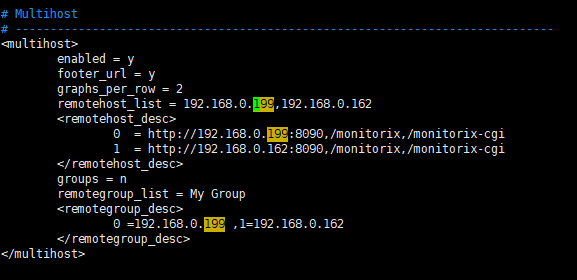 # Multihost
# -----------------------------------------------------------------------------
<multihost>
enabled = y
footer_url = y
graphs_per_row = 2
remotehost_list = 192.168.0.199,192.168.0.162
<remotehost_desc>
0 = http://192.168.0.199:8090,/monitorix,/monitorix-cgi
1 = http://192.168.0.162:8090,/monitorix,/monitorix-cgi
</remotehost_desc>
groups = n
remotegroup_list = My Group
<remotegroup_desc>
0 =192.168.0.199 ,1=192.168.0.162
</remotegroup_desc>
</multihost>